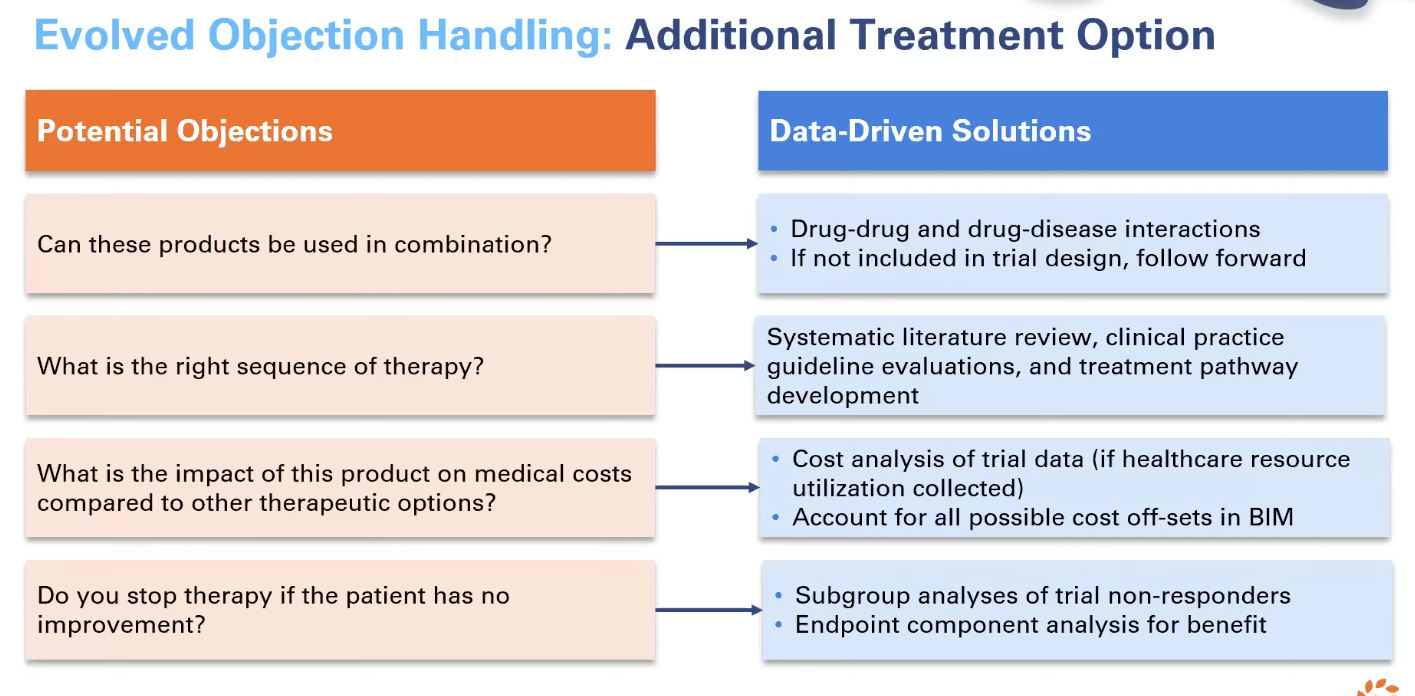 Evolved Objection Handling: Additional Treatment Option
Potential Objections
Data-Driven Solutions
Can these products be used in combination?
• Drug-drug and drug-disease interactions
• If not included in trial design, follow forward
What is the right sequence of therapy?
Systematic literature review, clinical practice
guideline evaluations, and treatment pathway
development
What is the impact of this product on medical costs
compared to other therapeutic options?
• Cost analysis of trial data (if healthcare resource
utilization collected)
• Account for all possible cost off-sets in BIM
Do you stop therapy if the patient has no
improvement?
• Subgroup analyses of trial non-responders
• Endpoint component analysis for benefit